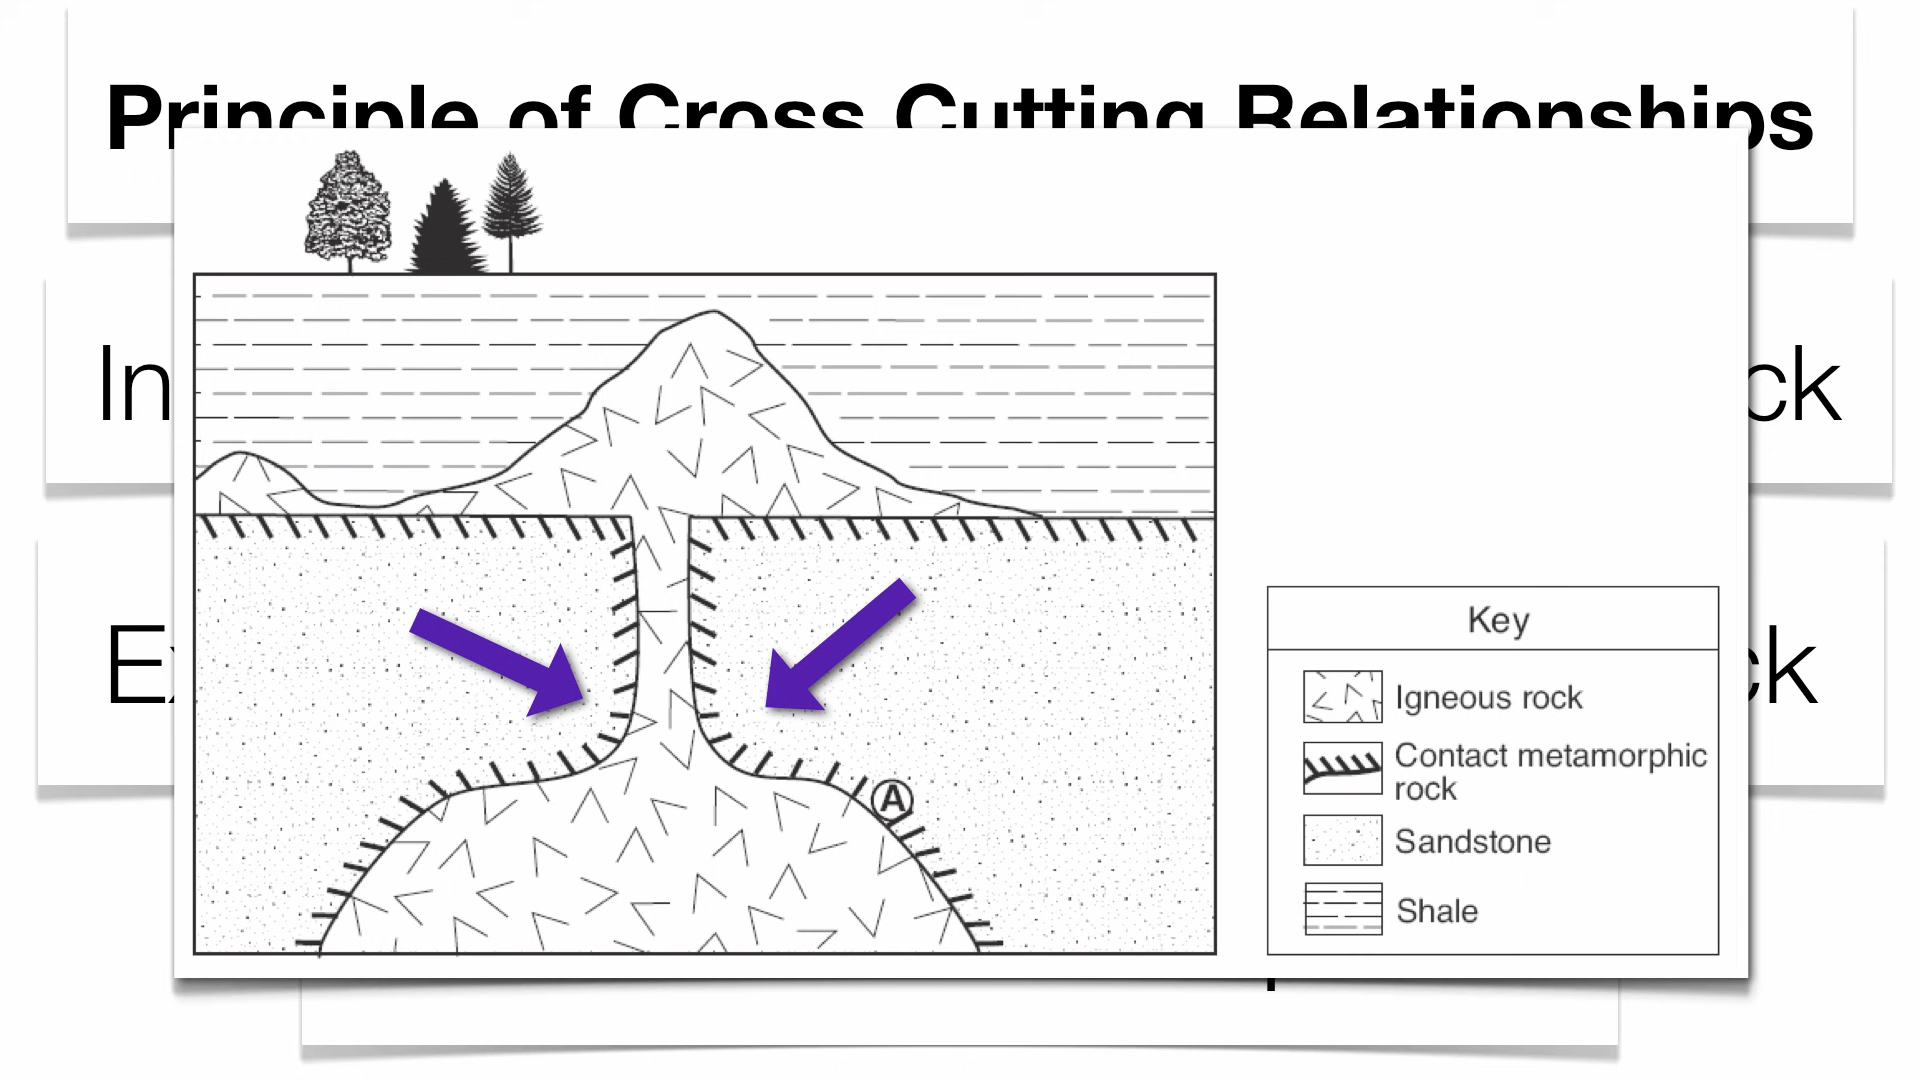 Principle of Cross Cutting Relationships
In
ck
E
ck
A
Key
Igneous rock
Contact metamorphic
rock
Sandstone
Shale